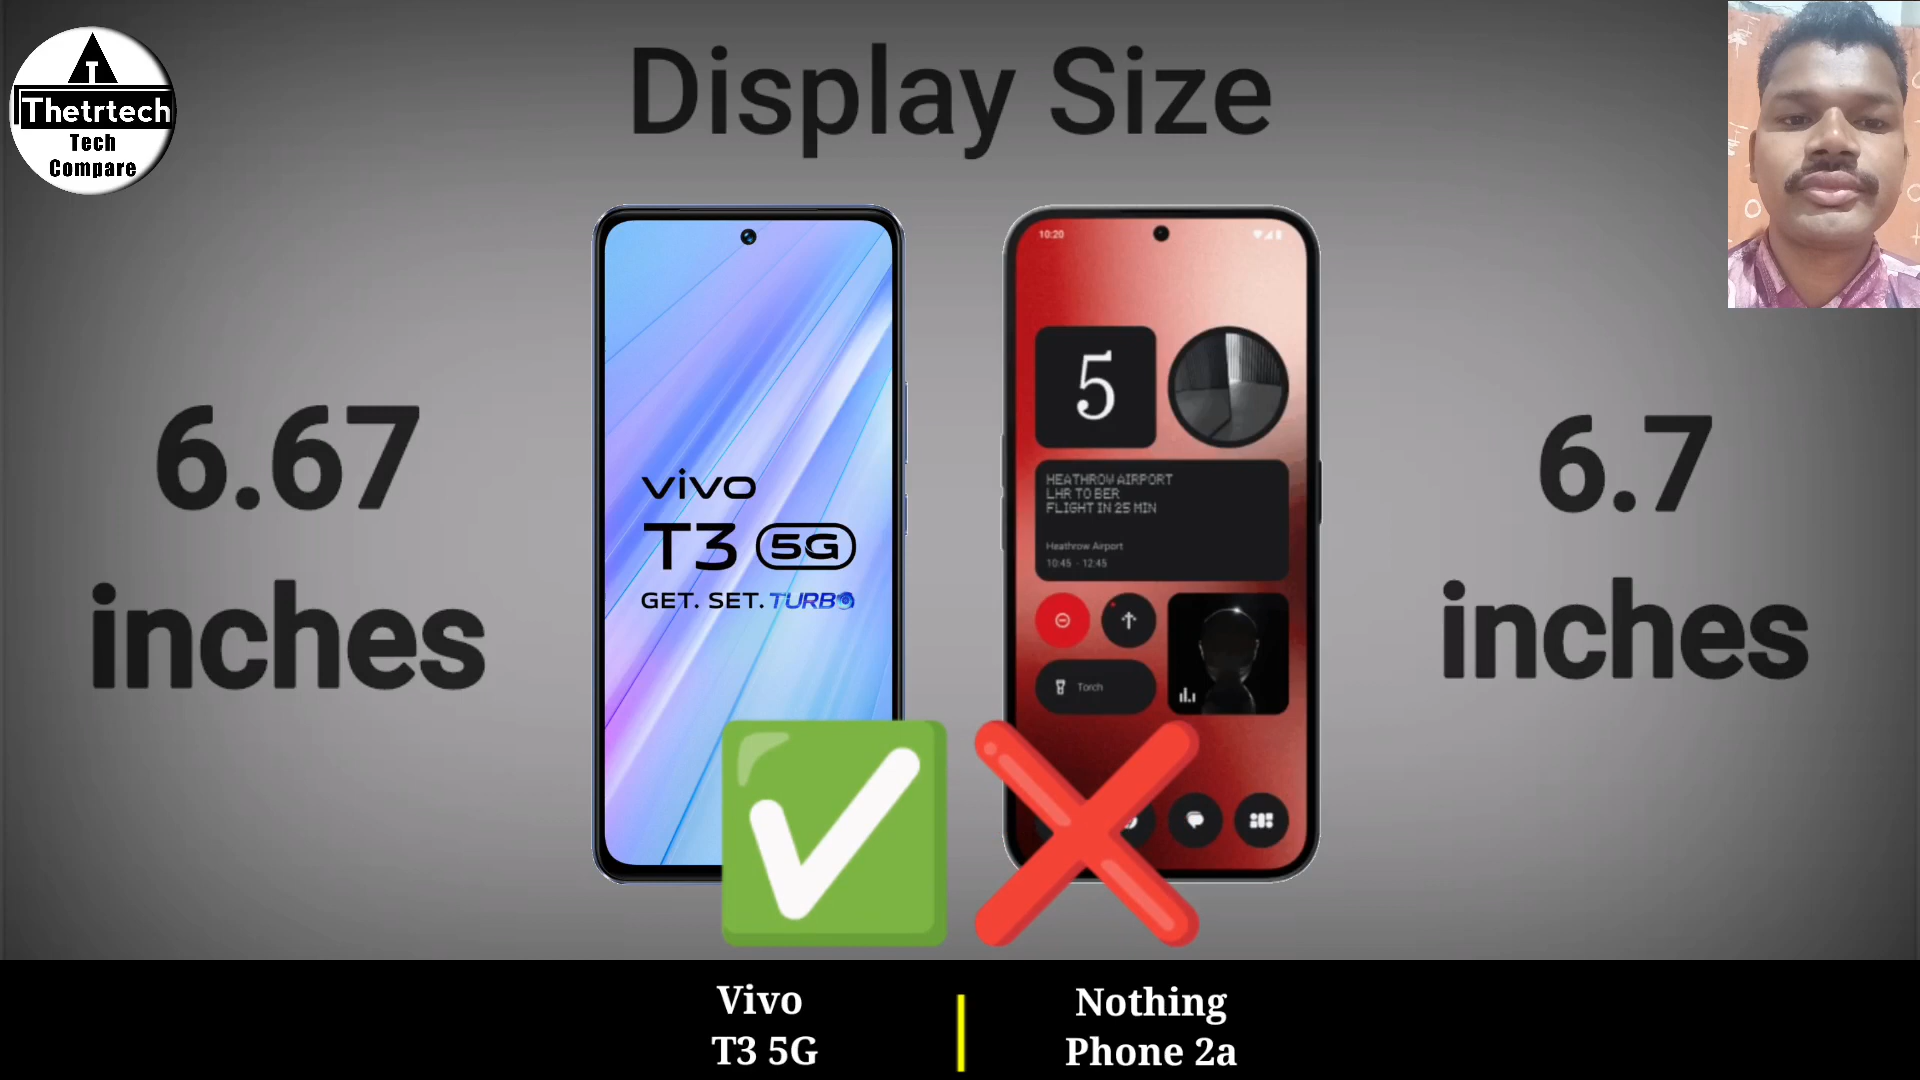 Display Size
T
Thetrtech
Tech
Compare
6.67
inches
vivo
T3 5G
GET. SET. TURBO
10:20
5
HEATHROW AIRPORT
LHR TO BER
FLIGHT IN 25 MIN
Heathrow Airport
10:45 - 12:45
Torch
6.7
inches
Vivo
T3 5G
Nothing
Phone 2a